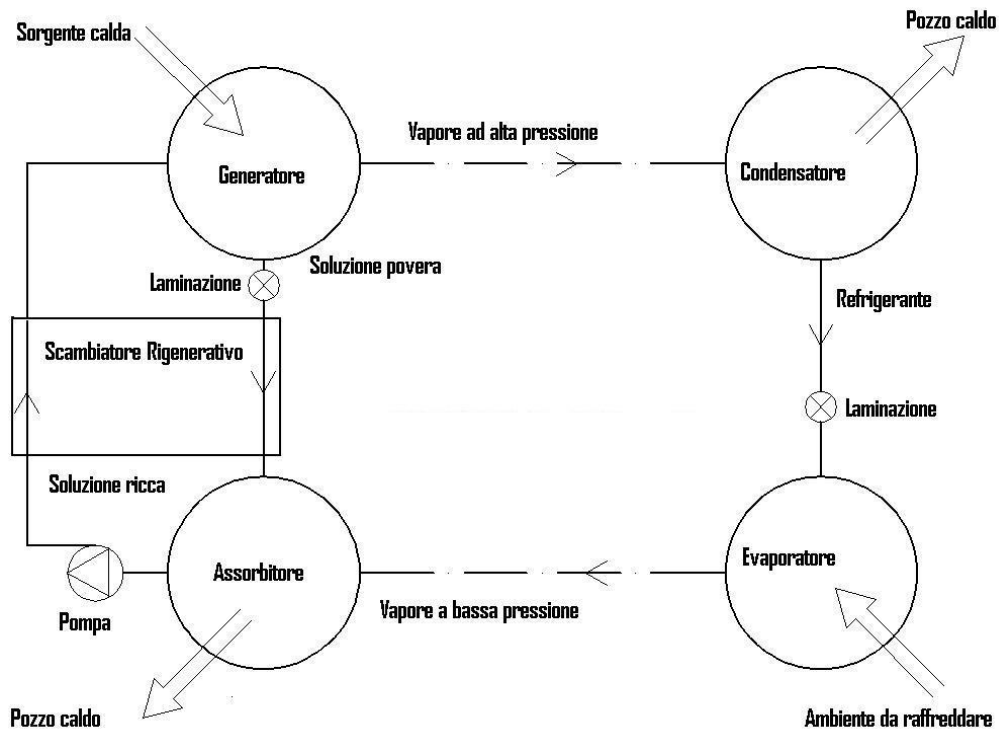 Sorgente calda
Pozzo caldo
Vapore ad alta pressione
Generatore
Condensatore
Soluzione povera
Laminazione
Refrigerante
Scambiatore Rigenerativo
Laminazione
Soluzione ricca
Evaporatore
Assorbitore
Vapore a bassa pressione
Pompa
Pozzo caldo
Ambiente da raffreddare